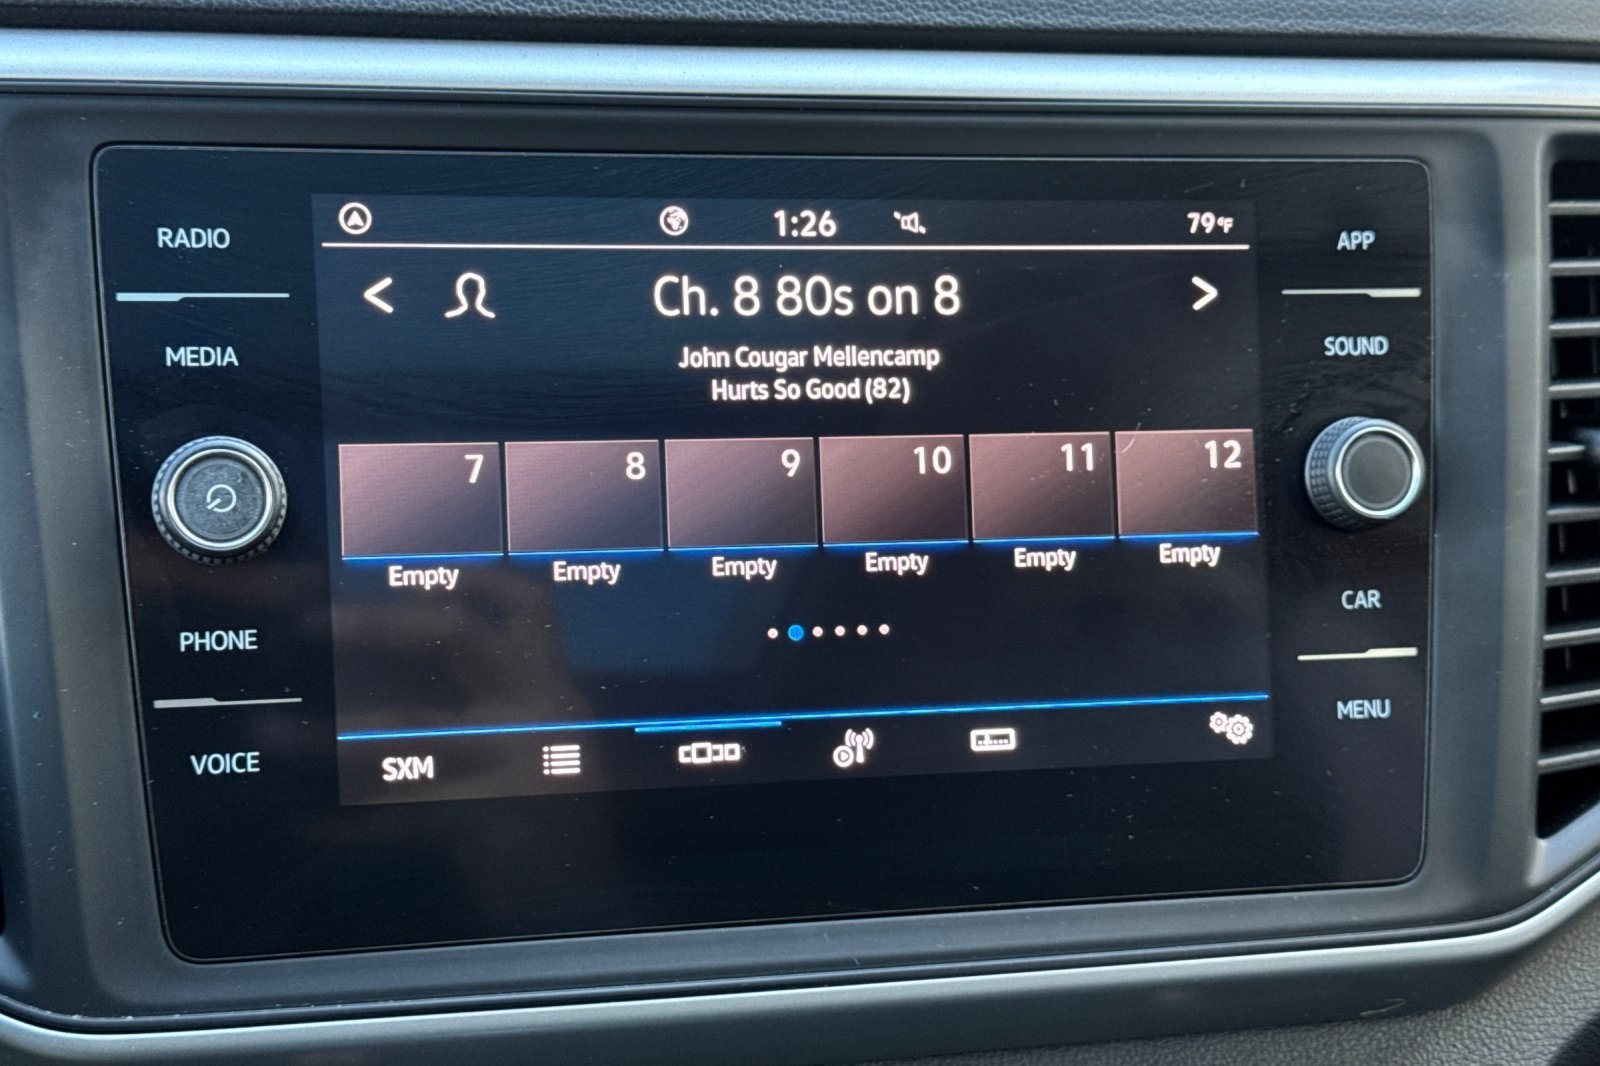 RADIO
MEDIA
PHONE
VOICE
1:26
79°F
Ch. 8 80s on 8
John Cougar Mellencamp
Hurts So Good (82)
7
8
9
10
11
12
Empty
Empty
Empty
Empty
Empty
Empty
SXM
APP
SOUND
CAR
MENU